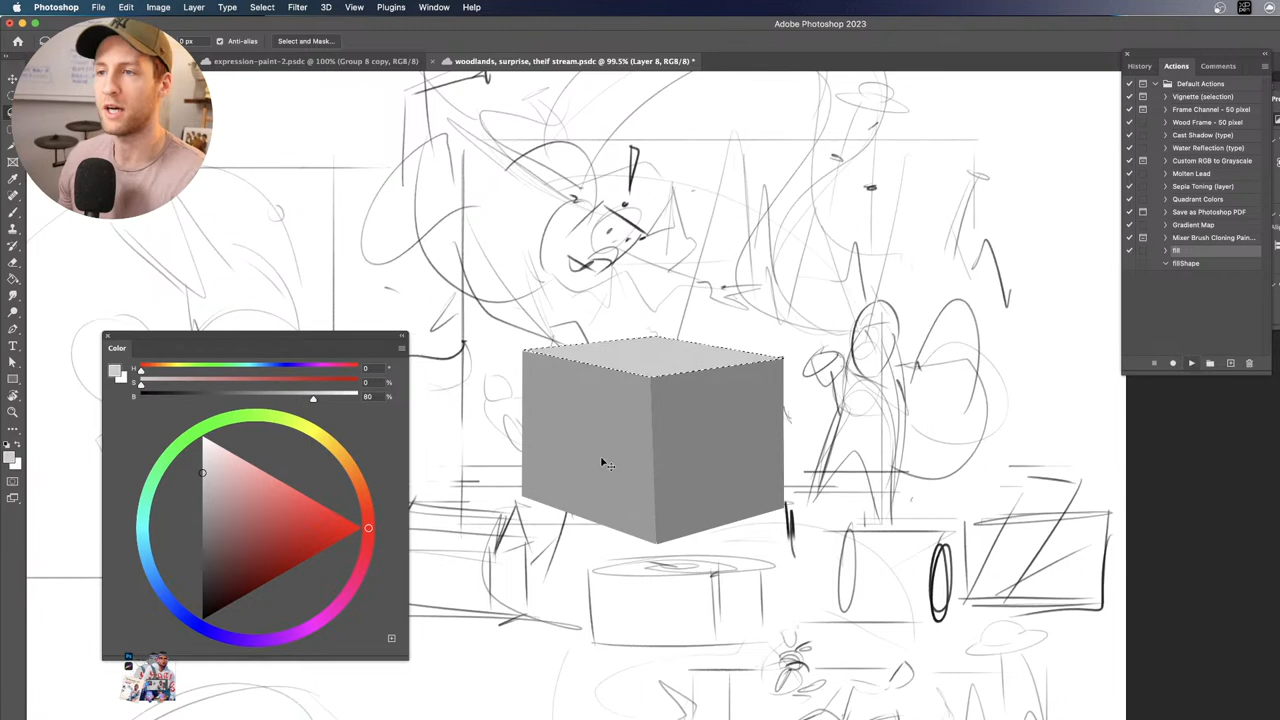 Photoshop File Edit Image Layer Type Select Filter 3D View Plugins Window Help
Adobe Photoshop 2023
0 px Anti-alias Select and Mask...
expression-paint-2.psdc @ 100% (Group 8 copy, RGB/8)
woodlands, surprise, theif stream.psdc @ 99.5% (Layer 8, RGB/8) *
History Actions Comments
Default Actions
Vignette (selection)
Frame Channel - 50 pixel
Wood Frame - 50 pixel
Cast Shadow (type)
Water Reflection (type)
Custom RGB to Grayscale
Molten Lead
Sepia Toning (layer)
Quadrant Colors
Save as Photoshop PDF
Gradient Map
Mixer Brush Cloning Pain...
fill
fillShape
Color
H 0 °
S 0 %
B 80 %